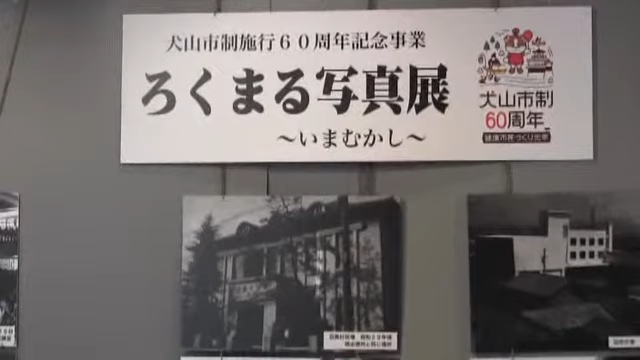 犬山市制施行６０周年記念事業
ろくまる写真展
～いまむかし～
犬山市制
60周年